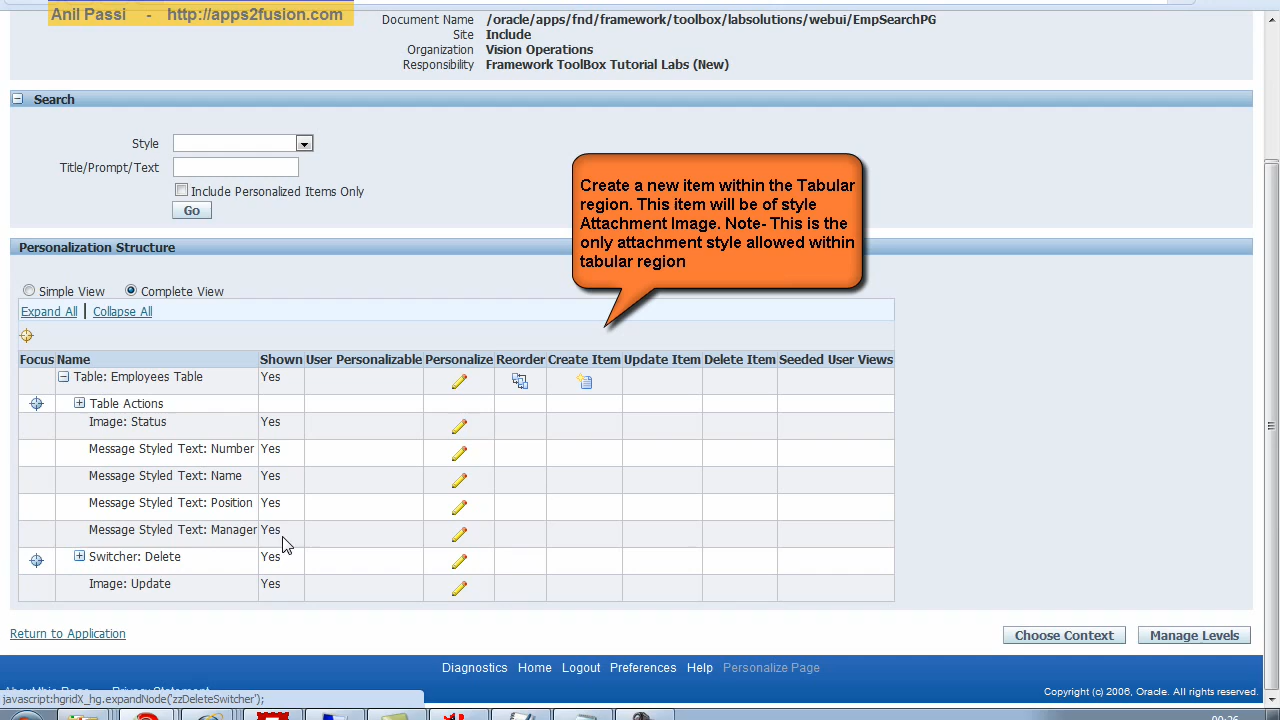 Anil Passi - http://apps2fusion.com
Document Name /oracle/apps/fnd/framework/toolbox/labsolutions/webui/EmpSearchPG
Site Include
Organization Vision Operations
Responsibility Framework ToolBox Tutorial Labs (New)
Search
Style
Title/Prompt/Text
Include Personalized Items Only
Go
Create a new item within the Tabular
region. This item will be of style
Attachment Image. Note- This is the
only attachment style allowed within
tabular region
Personalization Structure
Simple View Complete View
Expand All | Collapse All
Focus Name Shown User Personalizable Personalize Reorder Create Item Update Item Delete Item Seeded User Views
Table: Employees Table Yes
Table Actions
Image: Status Yes
Message Styled Text: Number Yes
Message Styled Text: Name Yes
Message Styled Text: Position Yes
Message Styled Text: Manager Yes
Switcher: Delete Yes
Image: Update Yes
Return to Application Choose Context Manage Levels
Diagnostics Home Logout Preferences Help Personalize Page
About this Page Privacy Statement
Copyright (c) 2006, Oracle. All rights reserved.
javascript:hgridX_hg.expandNode('zzDeleteSwitcher');
00:26